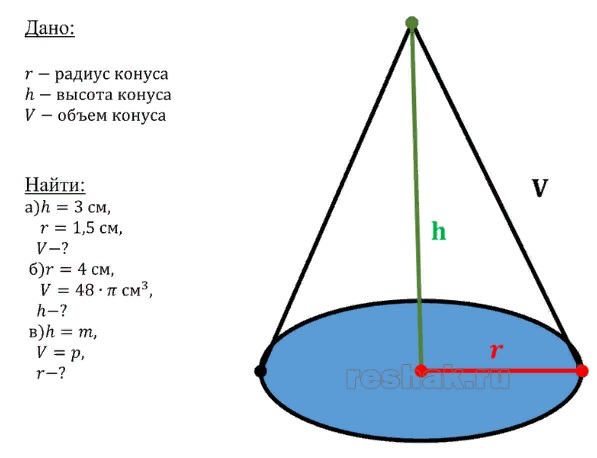 Дано:
r − радиус конуса
h − высота конуса
V − объем конуса
Найти:
а)h = 3 см,
r = 1,5 см,
V−?
б)r = 4 см,
V = 48 · π см³,
h−?
в)h = m,
V = p,
r−?
V
h
r
reshak.ru